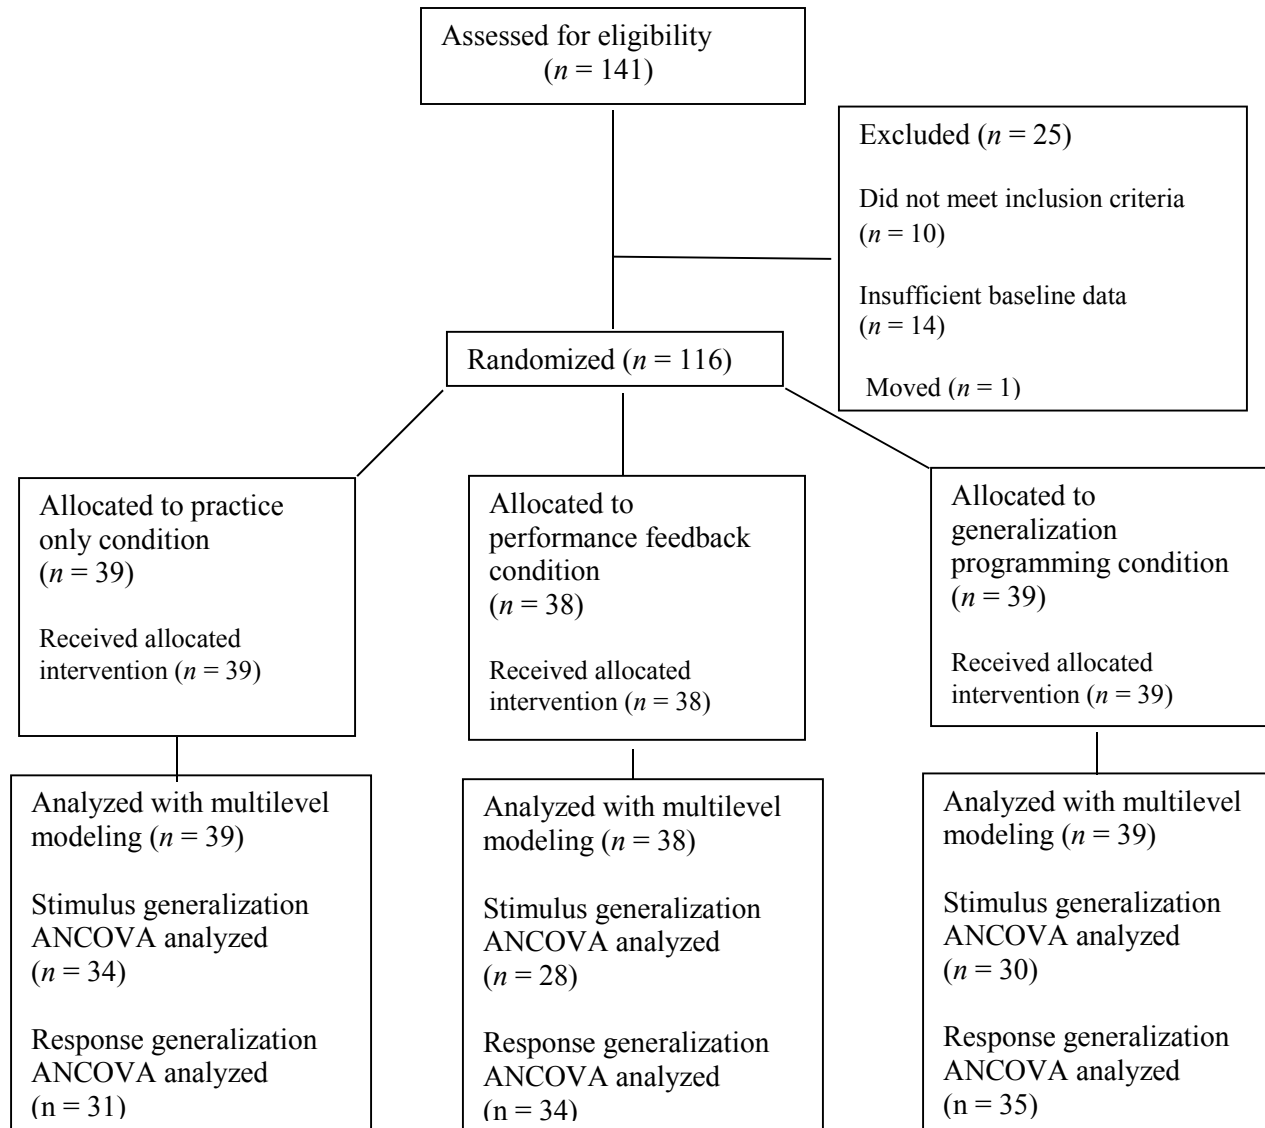 Assessed for eligibility
(n = 141)
Excluded (n = 25)
Did not meet inclusion criteria
(n = 10)
Insufficient baseline data
(n = 14)
Moved (n = 1)
Randomized (n = 116)
Allocated to practice
only condition
(n = 39)
Received allocated
intervention (n = 39)
Allocated to
performance feedback
condition
(n = 38)
Received allocated
intervention (n = 38)
Allocated to
generalization
programming condition
(n = 39)
Received allocated
intervention (n = 39)
Analyzed with multilevel
modeling (n = 39)
Stimulus generalization
ANCOVA analyzed
(n = 34)
Response generalization
ANCOVA analyzed
(n = 31)
Analyzed with multilevel
modeling (n = 38)
Stimulus generalization
ANCOVA analyzed
(n = 28)
Response generalization
ANCOVA analyzed
(n = 34)
Analyzed with multilevel
modeling (n = 39)
Stimulus generalization
ANCOVA analyzed
(n = 30)
Response generalization
ANCOVA analyzed
(n = 35)